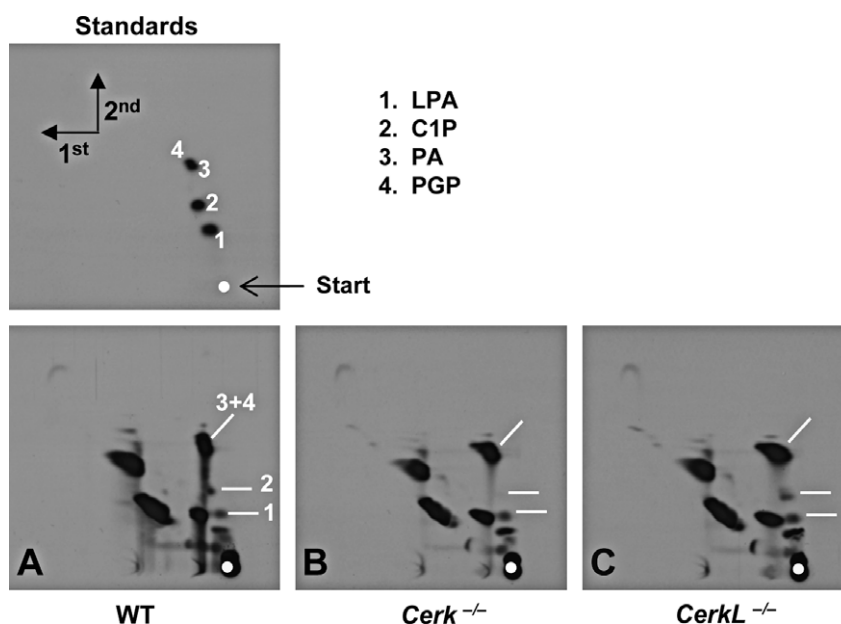 Standards
2nd
1st
4
3
2
1
Start
1. LPA
2. C1P
3. PA
4. PGP
3+4
2
1
A
B
C
WT
Cerk –/–
CerkL –/–